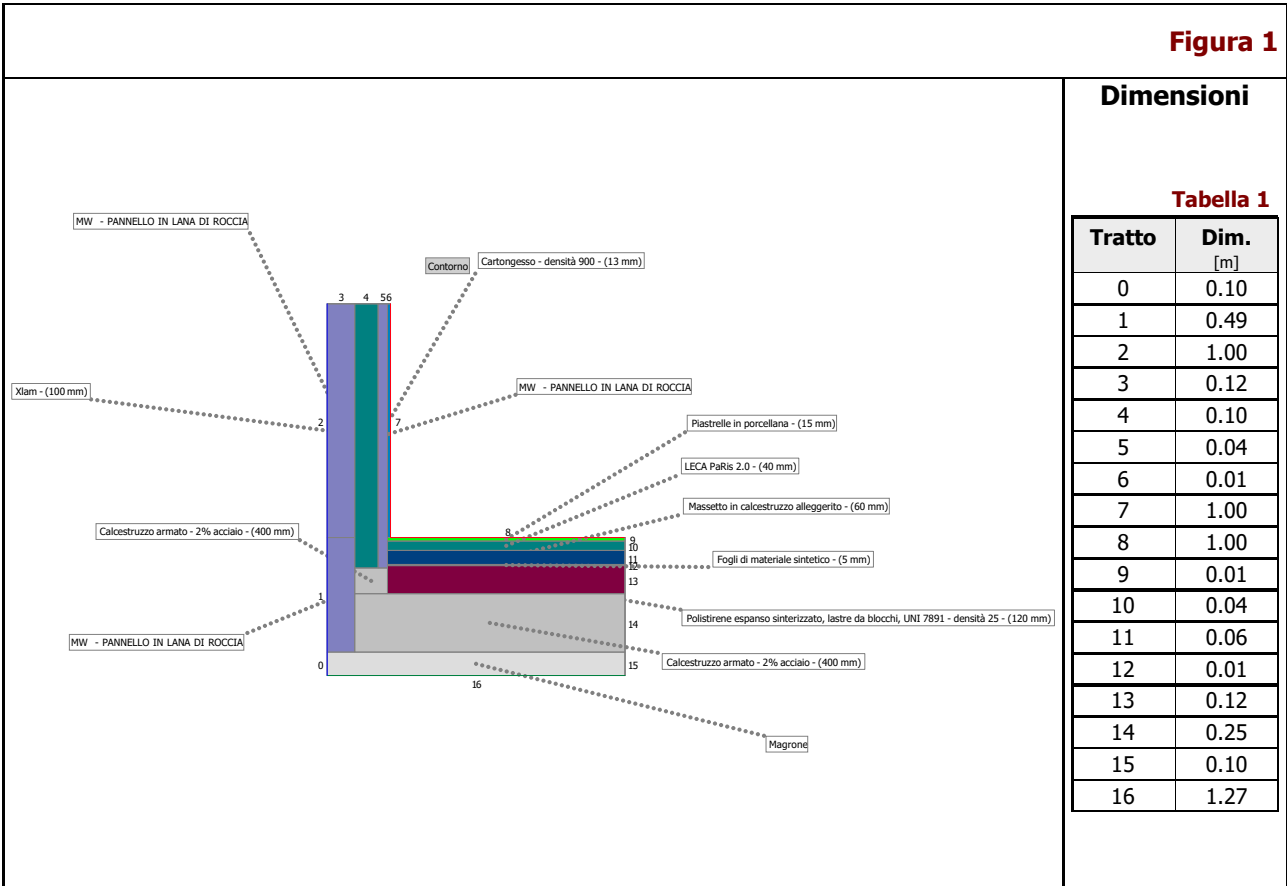 Figura 1
Dimensioni
Tabella 1
Tratto Dim.
[m]
0 0.10
1 0.49
2 1.00
3 0.12
4 0.10
5 0.04
6 0.01
7 1.00
8 1.00
9 0.01
10 0.04
11 0.06
12 0.01
13 0.12
14 0.25
15 0.10
16 1.27
MW - PANNELLO IN LANA DI ROCCIA
Contorno
Cartongesso - densità 900 - (13 mm)
3 4 56
Xlam - (100 mm)
MW - PANNELLO IN LANA DI ROCCIA
2
7
Piastrelle in porcellana - (15 mm)
LECA PaRis 2.0 - (40 mm)
Massetto in calcestruzzo alleggerito - (60 mm)
Calcestruzzo armato - 2% acciaio - (400 mm)
8
9
10
11
12
Fogli di materiale sintetico - (5 mm)
13
1
Polistirene espanso sinterizzato, lastre da blocchi, UNI 7891 - densità 25 - (120 mm)
14
MW - PANNELLO IN LANA DI ROCCIA
Calcestruzzo armato - 2% acciaio - (400 mm)
0
15
16
Magrone